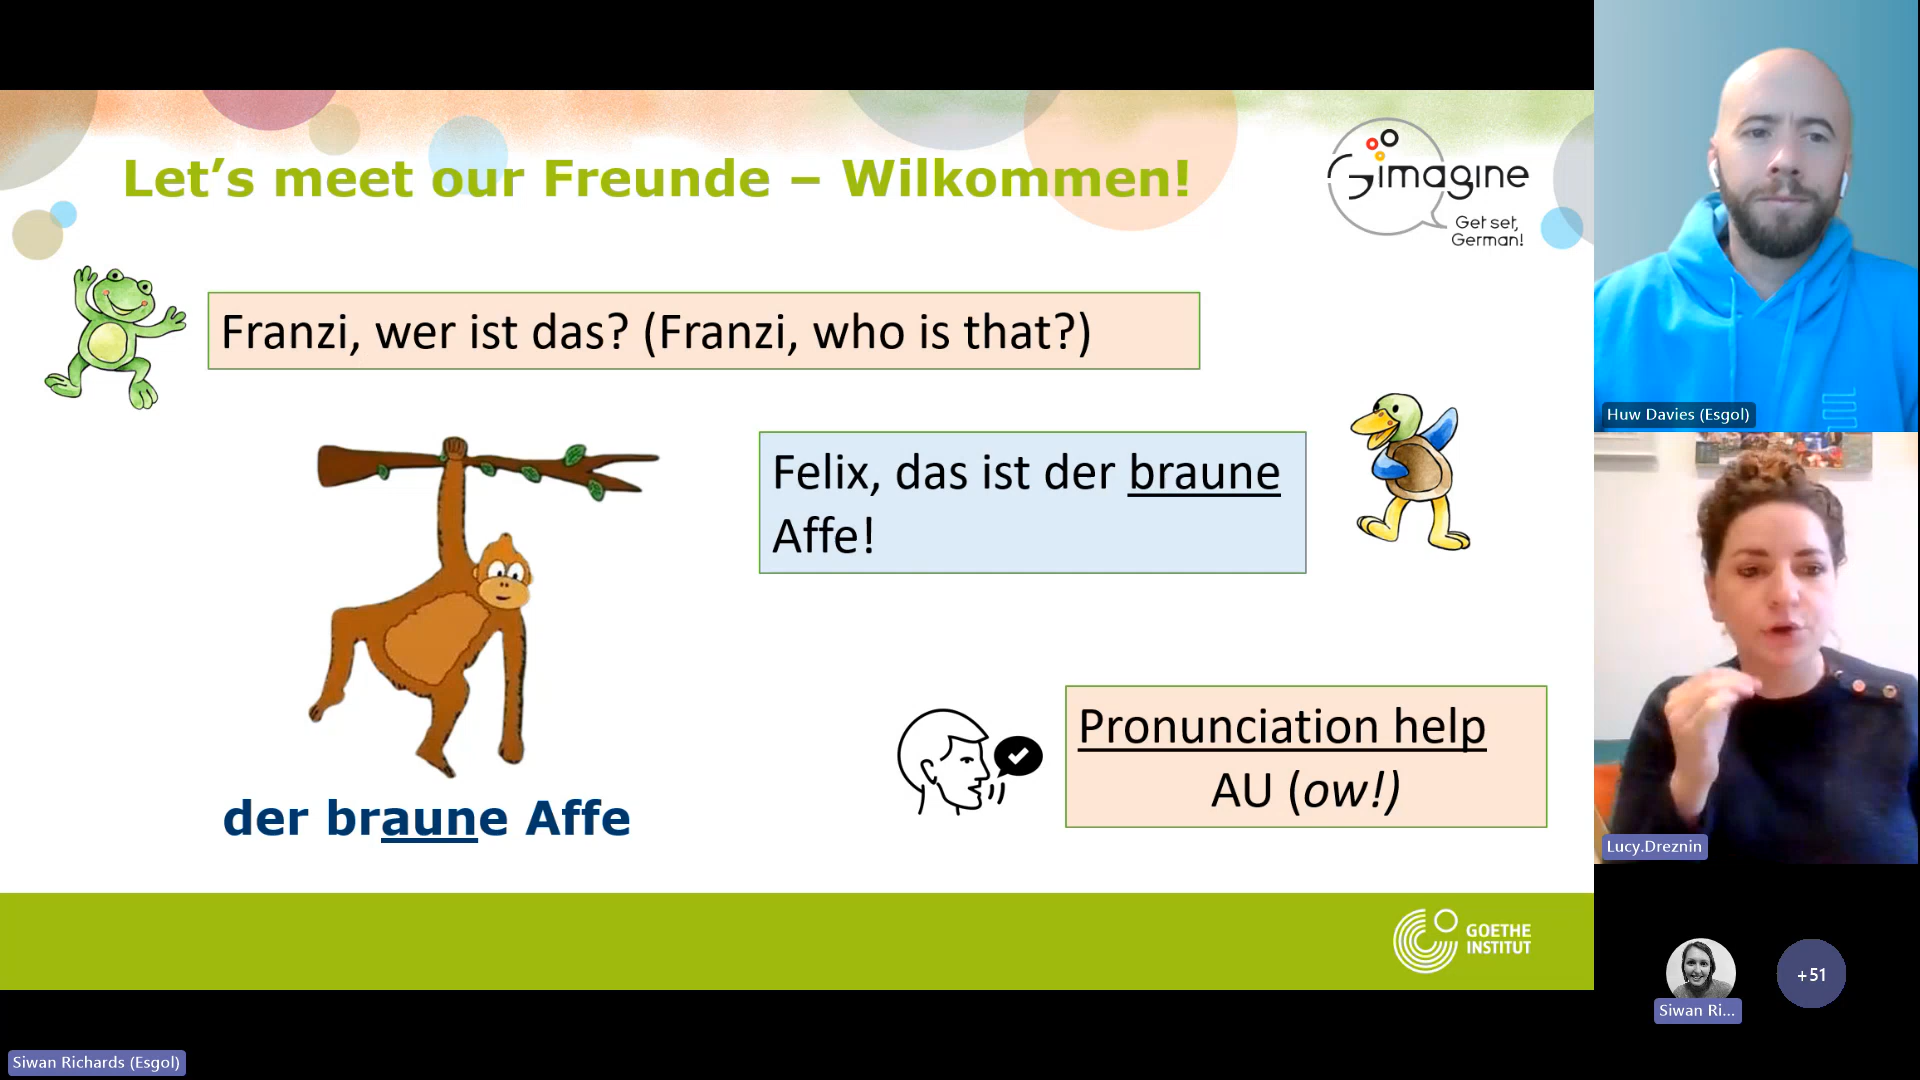 Let's meet our Freunde – Wilkommen!
Gimagine
Get set,
German!
Franzi, wer ist das? (Franzi, who is that?)
Felix, das ist der braune
Affe!
Pronunciation help
AU (ow!)
der braune Affe
GOETHE
INSTITUT
Huw Davies (Esgol)
Lucy.Dreznin
Siwan Ri...
+51
Siwan Richards (Esgol)